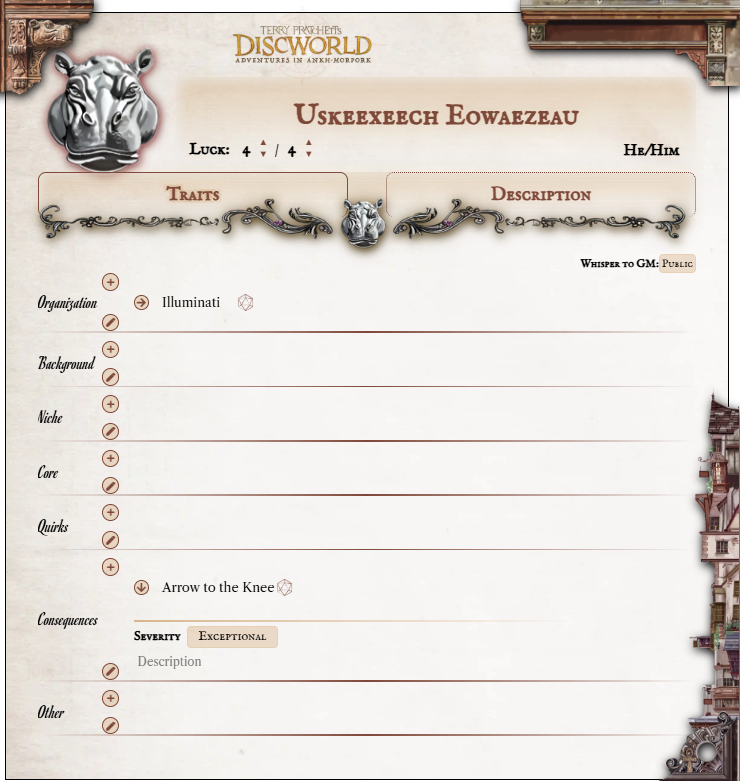 TERRY PRATCHETT'S
DISCWORLD
ADVENTURES IN ANKH-MORPORK
Uskeexeech Eowaezeau
Luck: 4 / 4 He/Him
Traits Description
Whisper to GM: Public
Organization Illuminati
Background
Niche
Core
Quirks
Arrow to the Knee
Consequences
Severity Exceptional
Description
Other